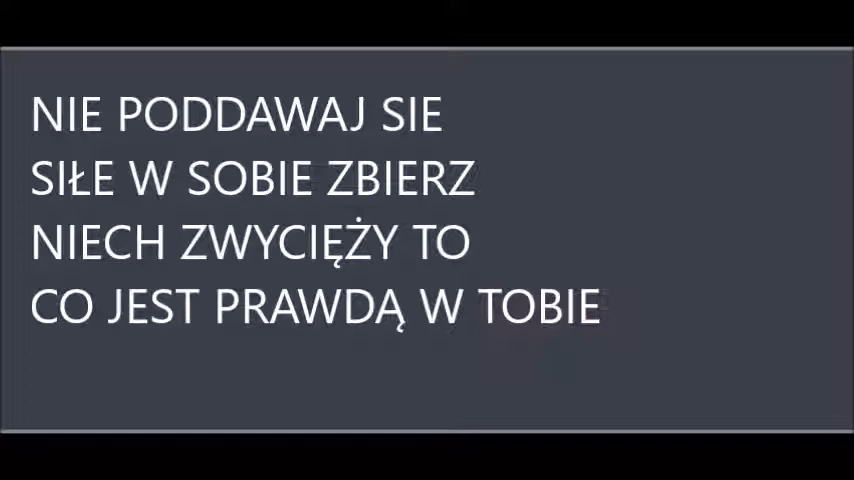 NIE PODDAWAJ SIE
SIŁE W SOBIE ZBIERZ
NIECH ZWYCIĘŻY TO
CO JEST PRAWDĄ W TOBIE